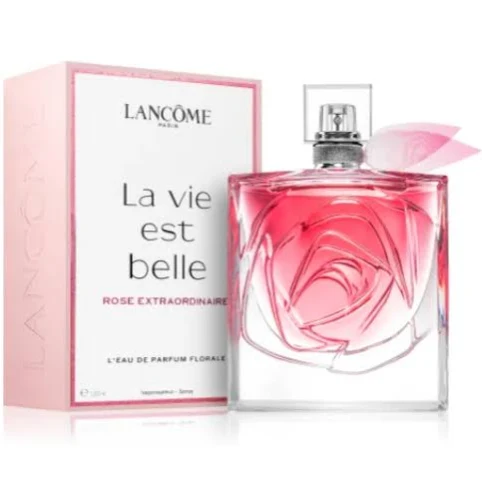 LANCÔME
PARIS
La vie
est
belle
ROSE EXTRAORDINAIRE
L'EAU DE PARFUM FLORALE
LANCÔME